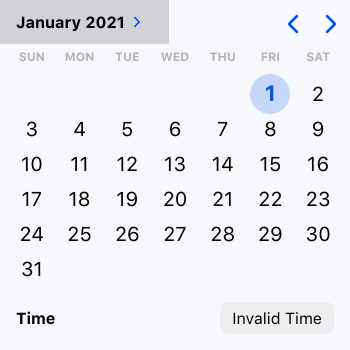 January 2021
SUN MON TUE WED THU FRI SAT
1 2
3 4 5 6 7 8 9
10 11 12 13 14 15 16
17 18 19 20 21 22 23
24 25 26 27 28 29 30
31
Time Invalid Time